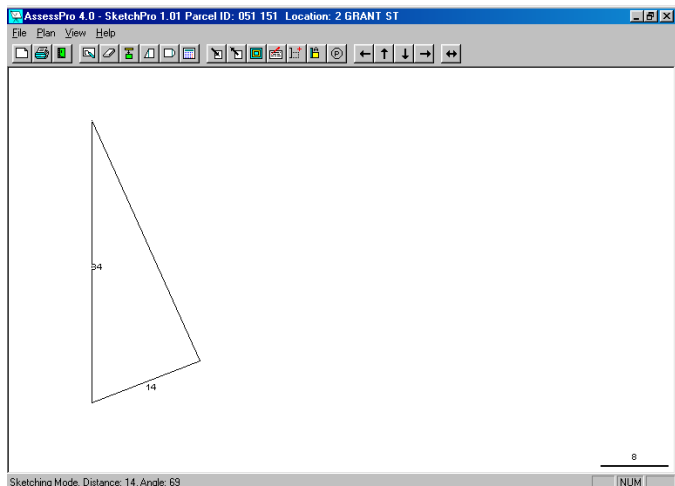 AssessPro 4.0 - SketchPro 1.01 Parcel ID: 051 151 Location: 2 GRANT ST
File Plan View Help
34
14
8
Sketching Mode. Distance: 14. Angle: 69
NUM